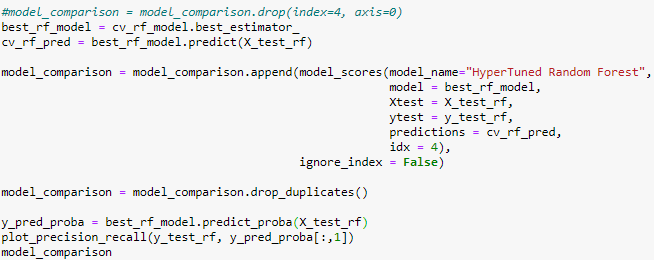 #model_comparison = model_comparison.drop(index=4, axis=0)
best_rf_model = cv_rf_model.best_estimator_
cv_rf_pred = best_rf_model.predict(X_test_rf)
model_comparison = model_comparison.append(model_scores(model_name="HyperTuned Random Forest",
model = best_rf_model,
Xtest = X_test_rf,
ytest = y_test_rf,
predictions = cv_rf_pred,
idx = 4),
ignore_index = False)
model_comparison = model_comparison.drop_duplicates()
y_pred_proba = best_rf_model.predict_proba(X_test_rf)
plot_precision_recall(y_test_rf, y_pred_proba[:,1])
model_comparison